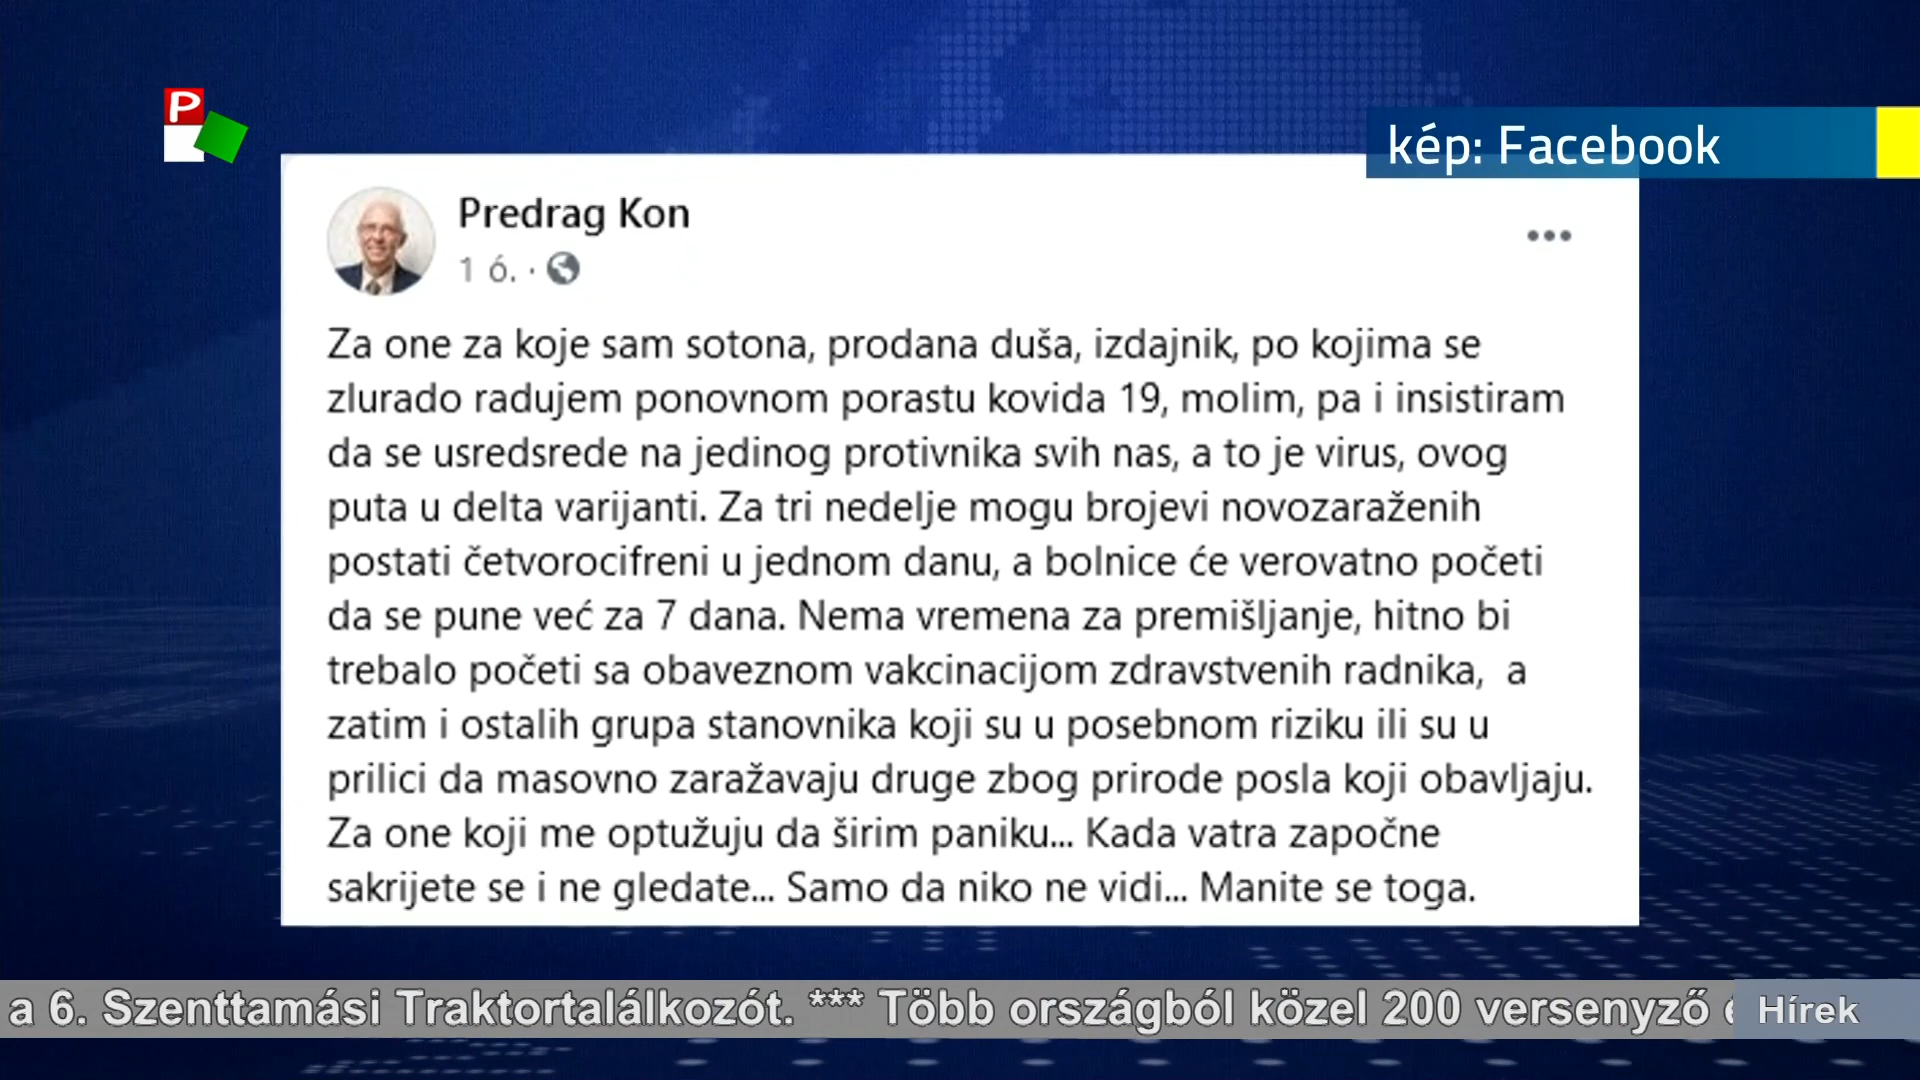 P
kép: Facebook
Predrag Kon
1 ó. ·
Za one za koje sam sotona, prodana duša, izdajnik, po kojima se
zlurado radujem ponovnom porastu kovida 19, molim, pa i insistiram
da se usredsrede na jedinog protivnika svih nas, a to je virus, ovog
puta u delta varijanti. Za tri nedelje mogu brojevi novozaraženih
postati četvorocifreni u jednom danu, a bolnice će verovatno početi
da se pune već za 7 dana. Nema vremena za premišljanje, hitno bi
trebalo početi sa obaveznom vakcinacijom zdravstvenih radnika, a
zatim i ostalih grupa stanovnika koji su u posebnom riziku ili su u
prilici da masovno zaražavaju druge zbog prirode posla koji obavljaju.
Za one koji me optužuju da širim paniku... Kada vatra započne
sakrijete se i ne gledate... Samo da niko ne vidi... Manite se toga.
a 6. Szenttamási Traktortalálkozót. *** Több országból közel 200 versenyző
Hírek